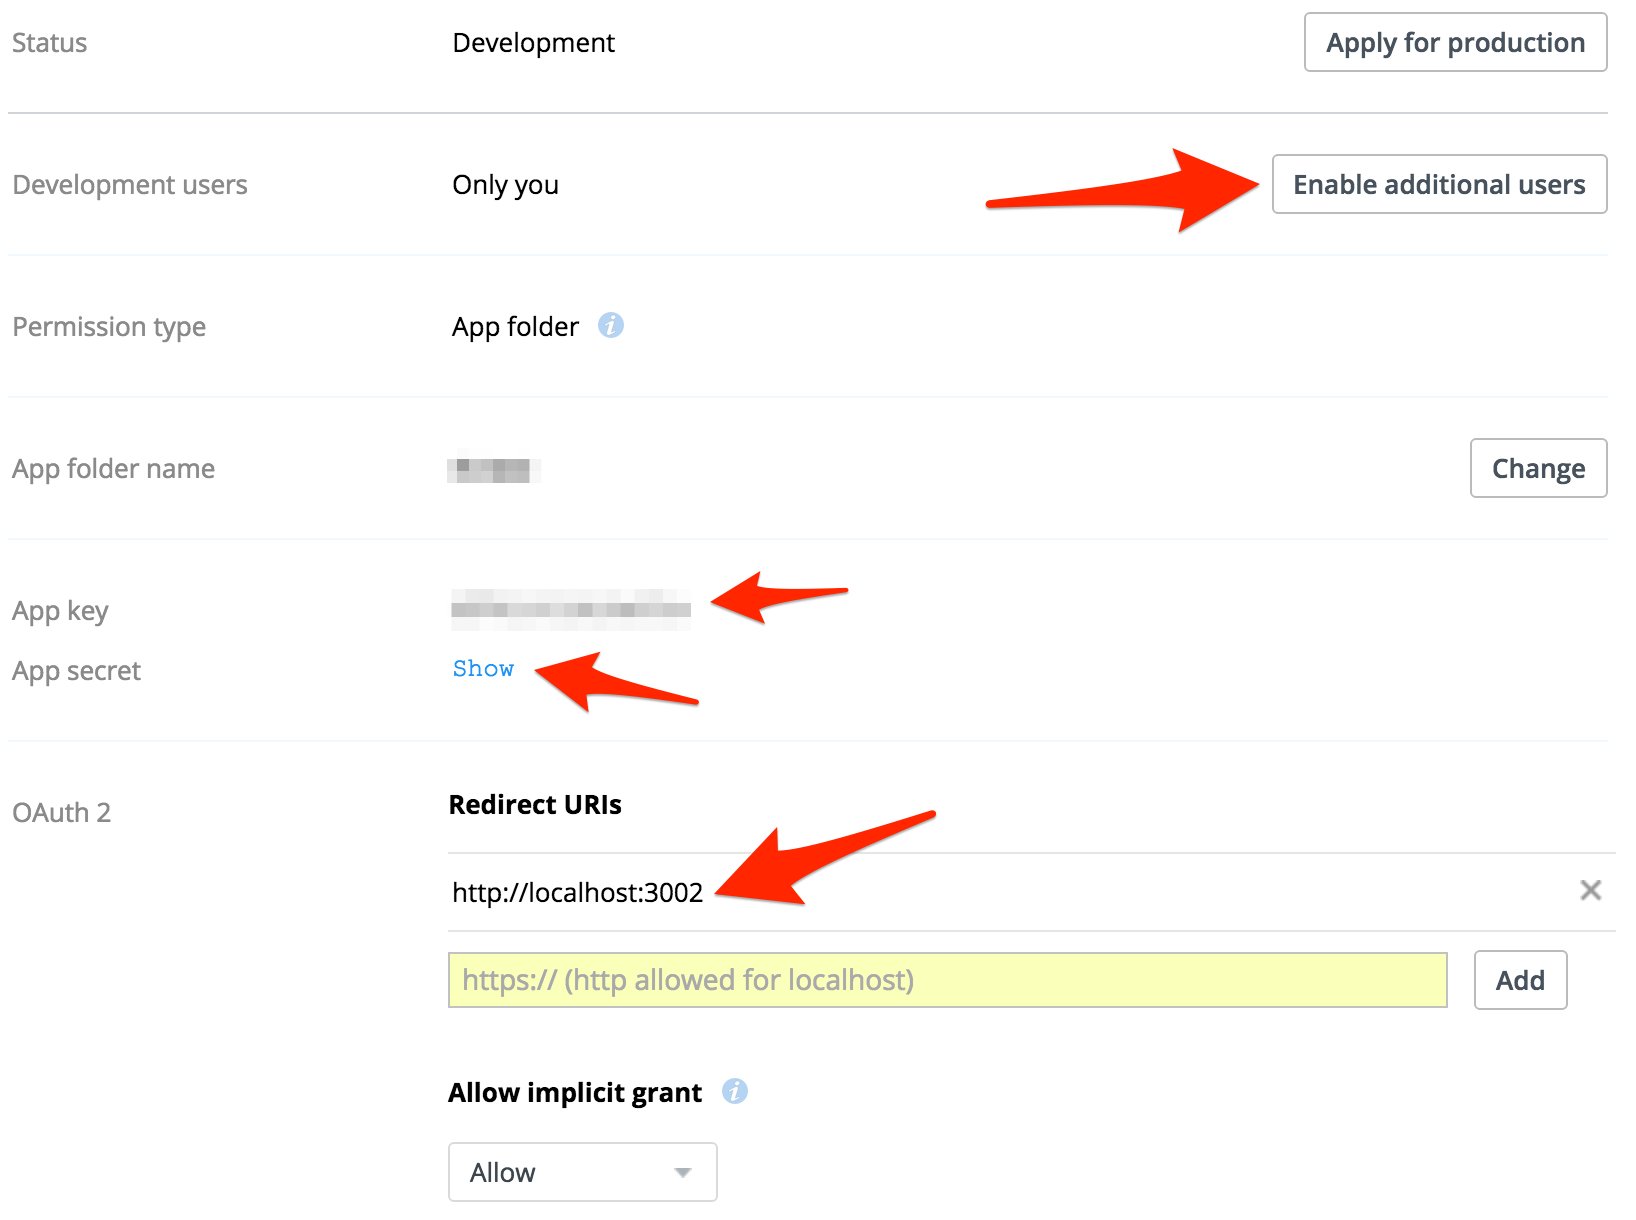 Status Development Apply for production
Development users Only you Enable additional users
Permission type App folder i
App folder name Change
App key
App secret Show
OAuth 2 Redirect URIs
http://localhost:3002
https:// (http allowed for localhost) Add
Allow implicit grant i
Allow